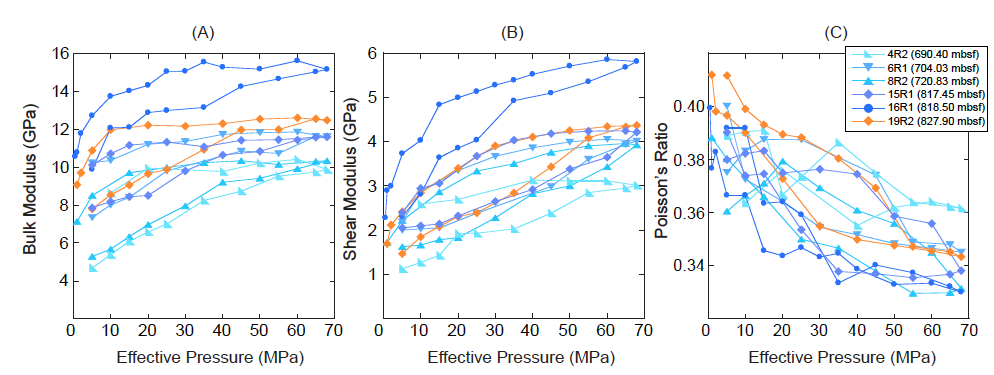 (A)
(B)
(C)
16
14
12
10
8
6
4
0
10
20
30
40
50
60
70
Bulk Modulus (GPa)
Effective Pressure (MPa)
6
5
4
3
2
1
0
10
20
30
40
50
60
70
Shear Modulus (GPa)
Effective Pressure (MPa)
0.40
0.38
0.36
0.34
0
10
20
30
40
50
60
70
Poisson's Ratio
Effective Pressure (MPa)
4R2 (690.40 mbsf)
6R1 (704.03 mbsf)
8R2 (720.83 mbsf)
15R1 (817.45 mbsf)
16R1 (818.50 mbsf)
19R2 (827.90 mbsf)